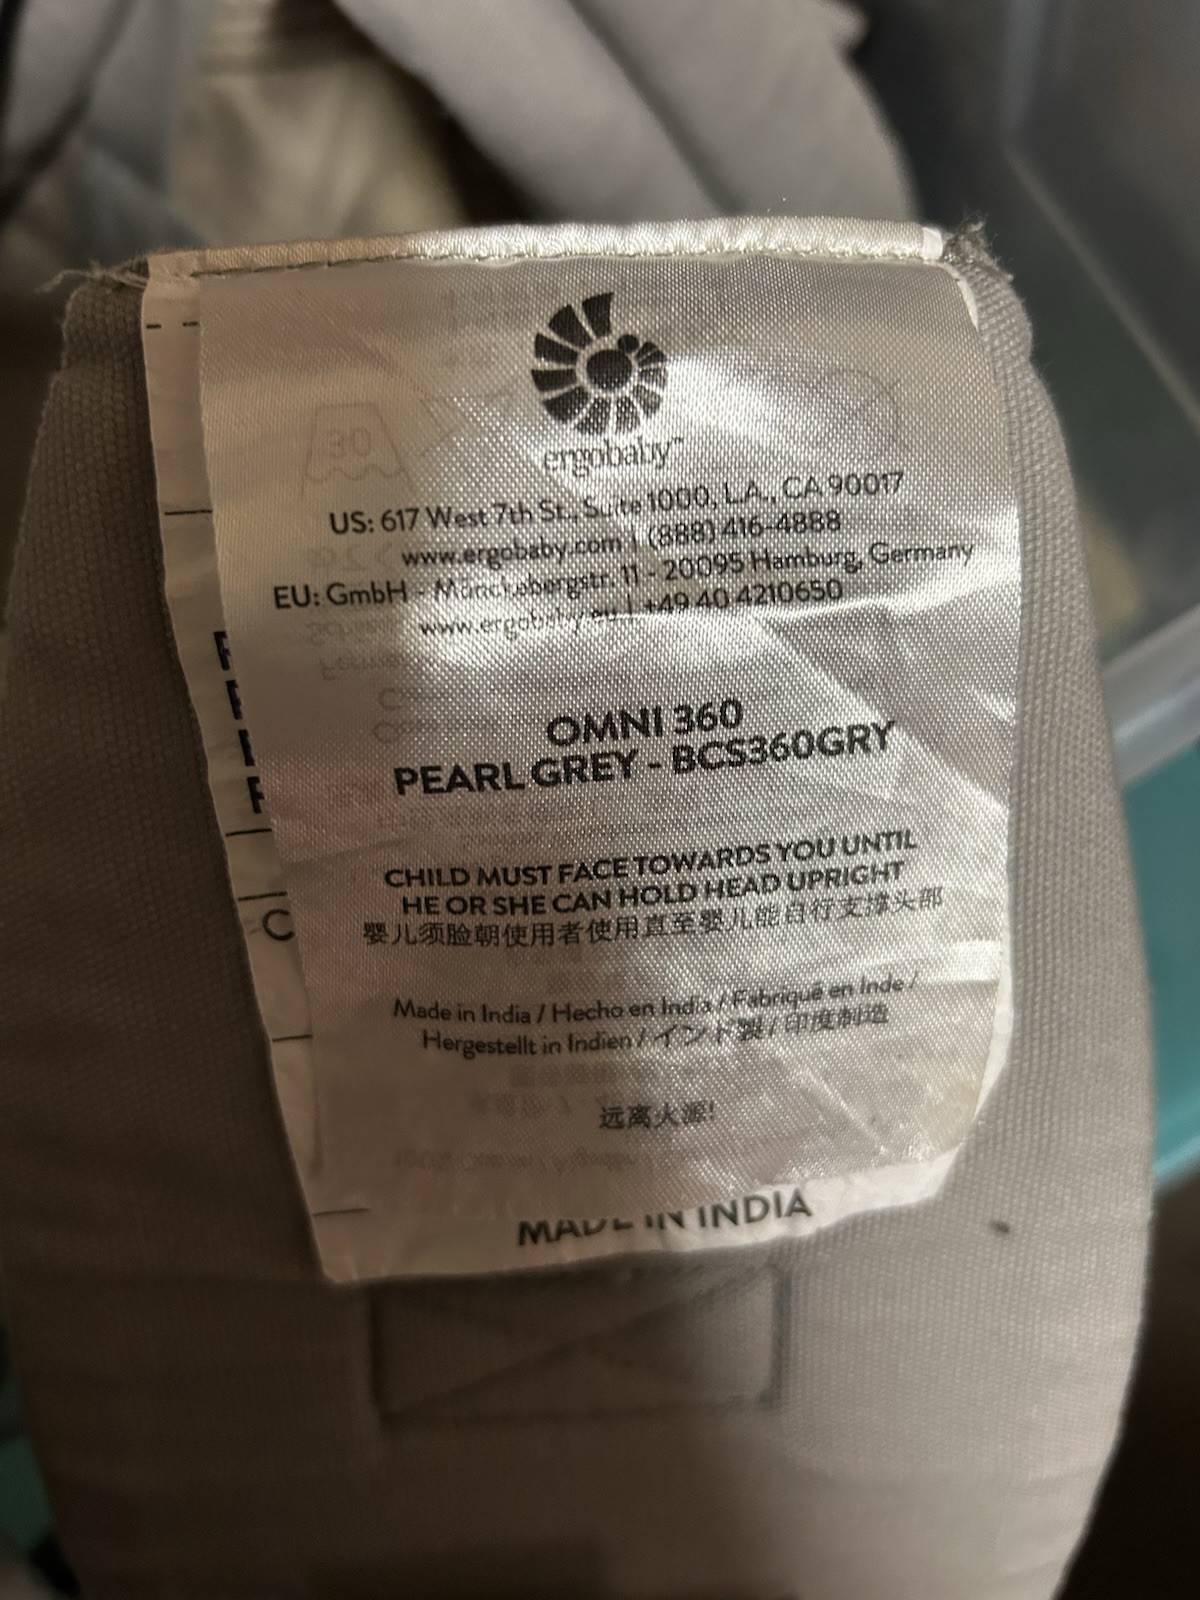 30
ergobaby™
US: 617 West 7th St., Suite 1000, L.A., CA 90017
www.ergobaby.com | (888) 416-4888
EU: GmbH - Mönckebergstr. 11 - 20095 Hamburg, Germany
www.ergobaby.eu | +49 40 4210650
OMNI 360
PEARL GREY - BCS360GRY
CHILD MUST FACE TOWARDS YOU UNTIL
HE OR SHE CAN HOLD HEAD UPRIGHT
婴儿须脸朝使用者使用直至婴儿能自行支撑头部
Made in India / Hecho en India / Fabriqué en Inde /
Hergestellt in Indien / インド製 / 印度制造
远离火源!
MADE IN INDIA